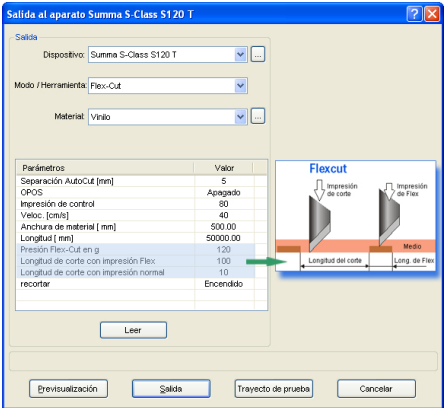 Salida al aparato Summa S-Class S120 T
Salida
Dispositivo: Summa S-Class S120 T ...
Modo / Herramienta: Flex-Cut
Material: Vinilo ...
Parámetros Valor
Separación AutoCut [mm] 5
OPOS Apagado
Impresión de control 80
Veloc. [cm/s] 40
Anchura de material [ mm] 500.00
Longitud [ mm] 50000.00
Presión Flex-Cut en g 120
Longitud de corte con impresión Flex 100
Longitud de corte con impresión normal 10
recortar Encendido
Flexcut
Impresión de corte
Impresión de Flex
Medio
Longitud del corte Long. de Flex
Leer
Previsualización Salida Trayecto de prueba Cancelar